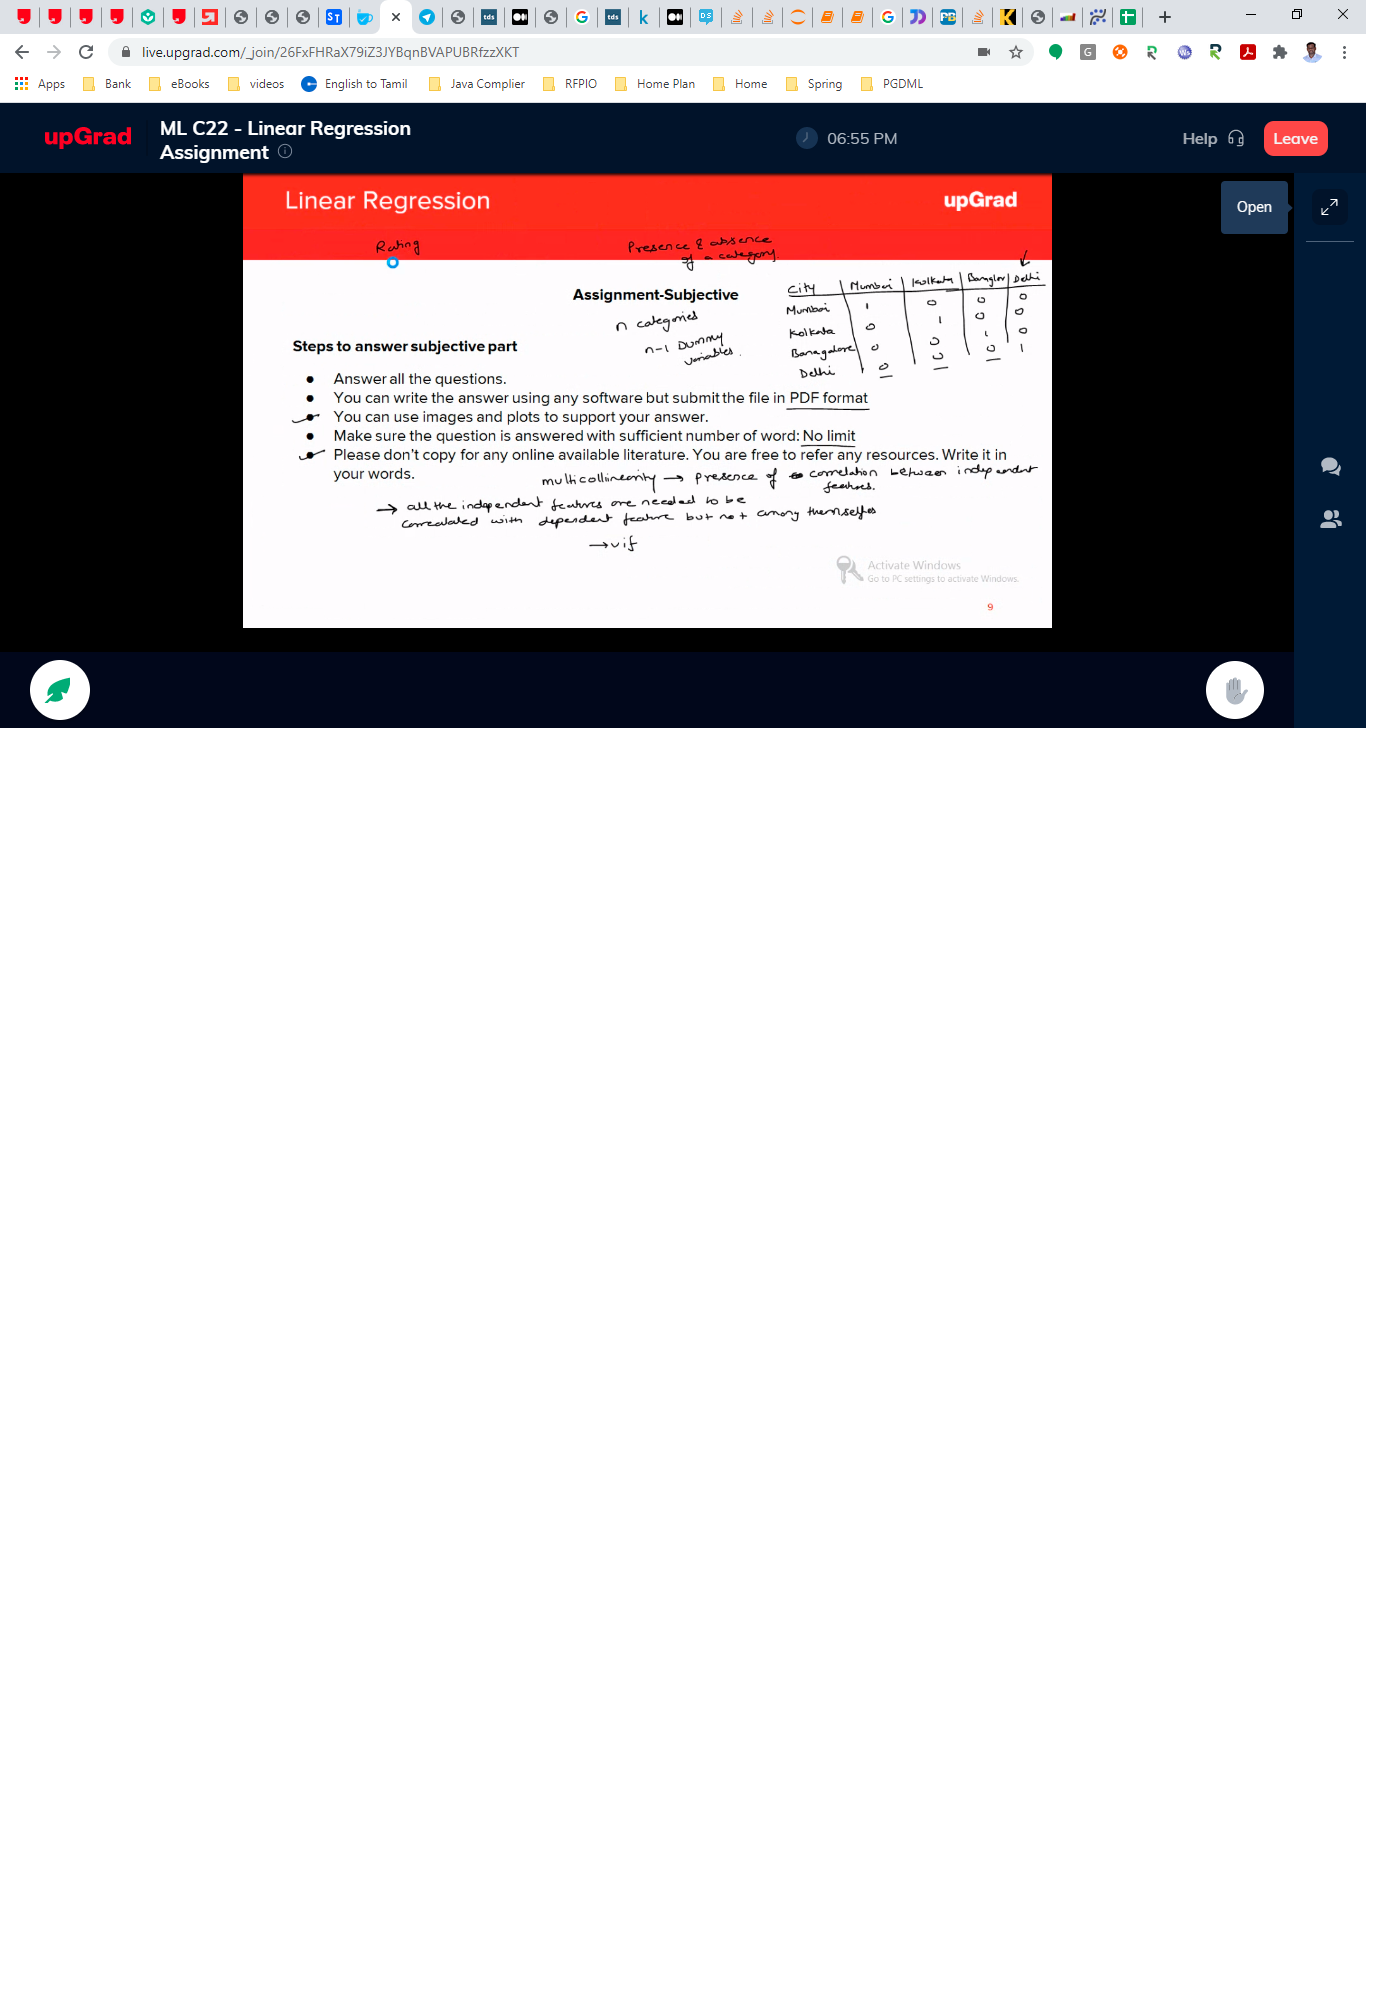 live.upgrad.com/_join/26FxFHRaX79iZ3JYBqnBVAPUBRfzzXKT
Apps Bank eBooks videos English to Tamil Java Complier RFPIO Home Plan Home Spring PGDML
upGrad
ML C22 - Linear Regression
Assignment
06:55 PM
Help
Leave
Open
Linear Regression
upGrad
Rating
Presence & absence
of a category.
Assignment-Subjective
City Mumbai Kolkata Banglor Delhi
Mumbai 1 0 0 0
Kolkata 0 1 0 0
Banagalore 0 0 1 0
Delhi 0 0 0 1
n categories
n-1 Dummy
variables.
Steps to answer subjective part
● Answer all the questions.
● You can write the answer using any software but submit the file in PDF format
● You can use images and plots to support your answer.
● Make sure the question is answered with sufficient number of word: No limit
● Please don't copy for any online available literature. You are free to refer any resources. Write it in
your words.
multicollinearity → presence of correlation between independent
features.
→ all the independent features are needed to be
correalated with dependent feature but not among themselfes
→ vif
Activate Windows
Go to PC settings to activate Windows.
9